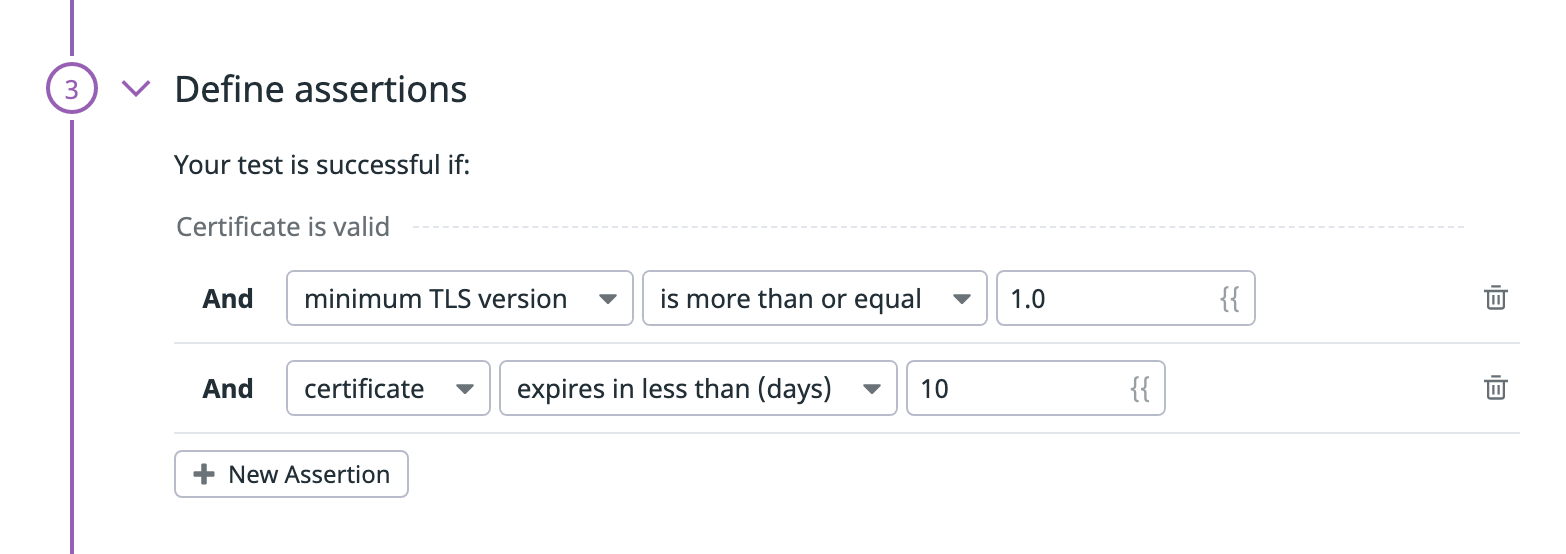 3 Define assertions
Your test is successful if:
Certificate is valid
And minimum TLS version is more than or equal 1.0 {{
And certificate expires in less than (days) 10 {{
New Assertion